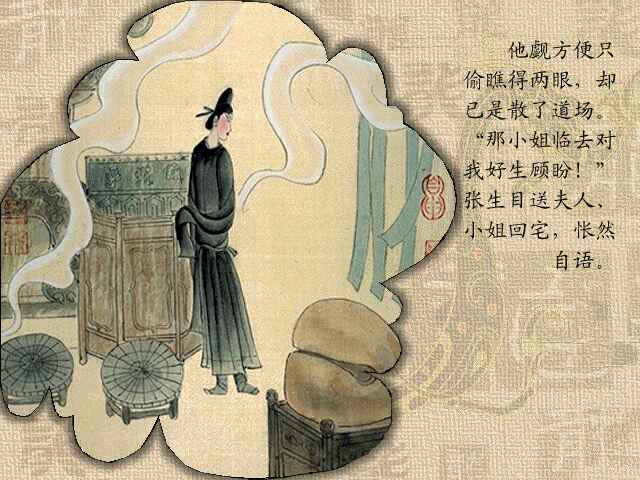 他觑方便只
偷瞧得两眼，却
已是散了道场。
“那小姐临去对
我好生顾盼！”
张生目送夫人、
小姐回宅，怅然
自语。